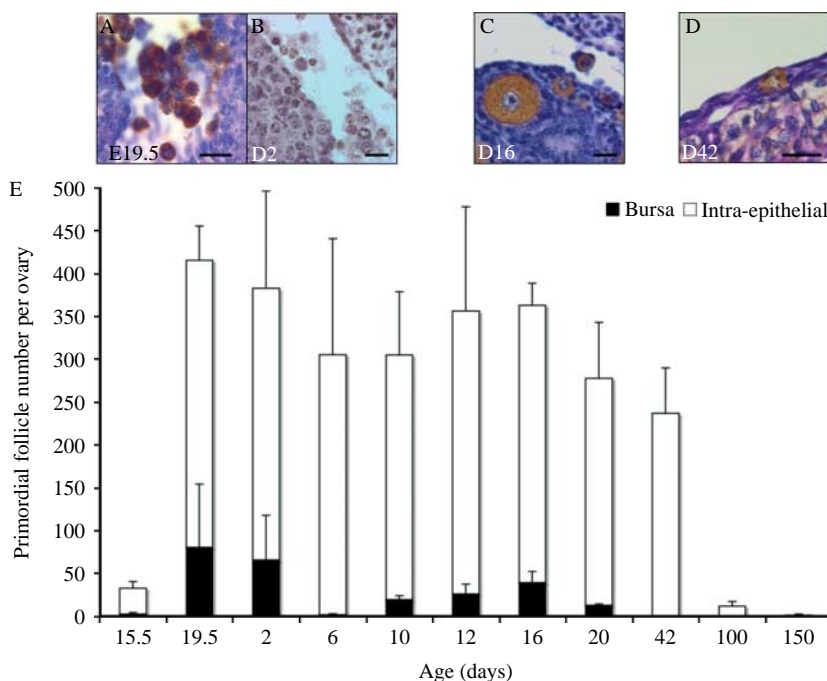 A
B
C
D
E19.5
D2
D16
D42
E
Bursa
Intra-epithelial
Primordial follicle number per ovary
500
450
400
350
300
250
200
150
100
50
0
15.5 19.5 2 6 10 12 16 20 42 100 150
Age (days)